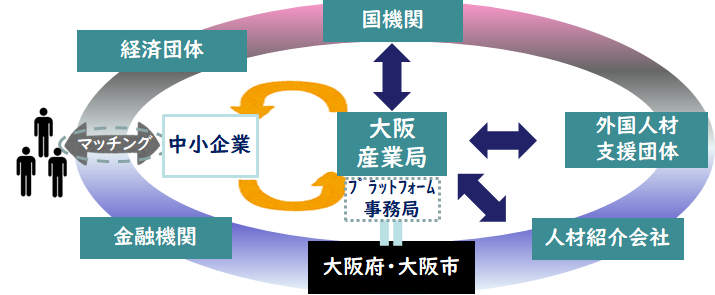 国機関
経済団体
大阪
産業局
外国人材
支援団体
マッチング
中小企業
ﾌﾟﾗｯﾄﾌｫｰﾑ
事務局
金融機関
人材紹介会社
大阪府・大阪市